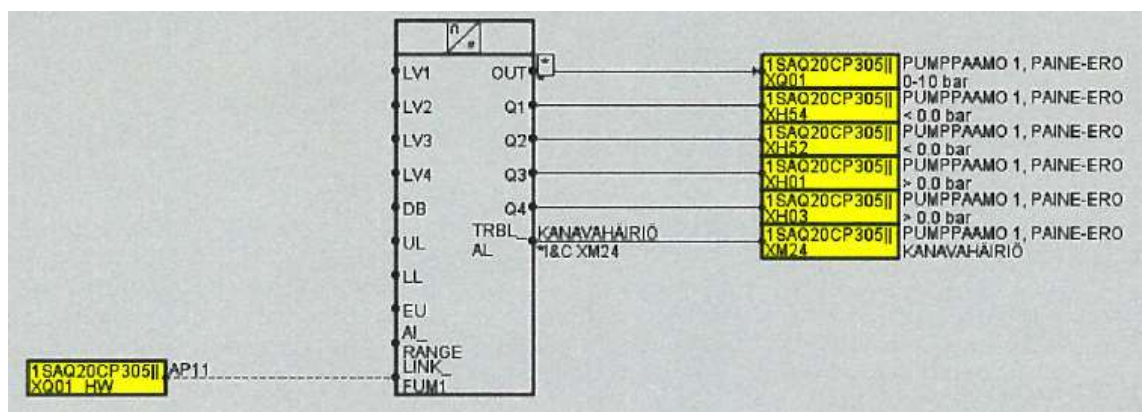 ∩
#
LV1
OUT
*
1SAQ20CP305||
XQ01
PUMPPAAMO 1, PAINE-ERO
0-10 bar
LV2
Q1
1SAQ20CP305||
XH54
PUMPPAAMO 1, PAINE-ERO
< 0.0 bar
LV3
Q2
1SAQ20CP305||
XH52
PUMPPAAMO 1, PAINE-ERO
< 0.0 bar
LV4
Q3
1SAQ20CP305||
XH01
PUMPPAAMO 1, PAINE-ERO
> 0.0 bar
DB
Q4
1SAQ20CP305||
XH03
PUMPPAAMO 1, PAINE-ERO
> 0.0 bar
UL
TRBL_
AL
KANAVAHÄIRIÖ
*I&C XM24
1SAQ20CP305||
XM24
PUMPPAAMO 1, PAINE-ERO
KANAVAHÄIRIÖ
LL
EU
AI_
RANGE
LINK_
FUM1
1SAQ20CP305||
XQ01 HW
AP11